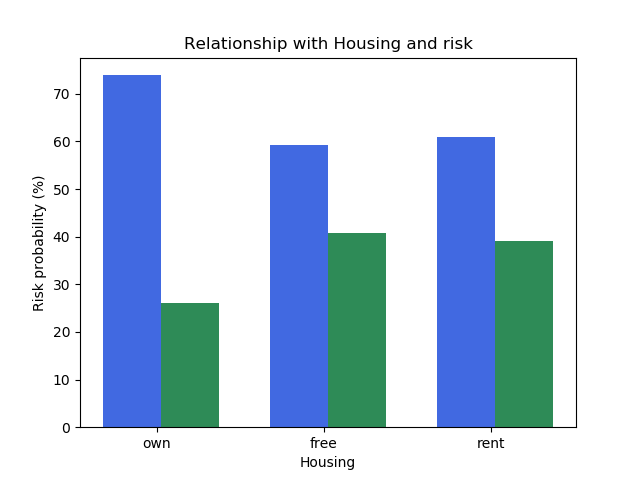 Relationship with Housing and risk
Risk probability (%)
70
60
50
40
30
20
10
0
own free rent
Housing